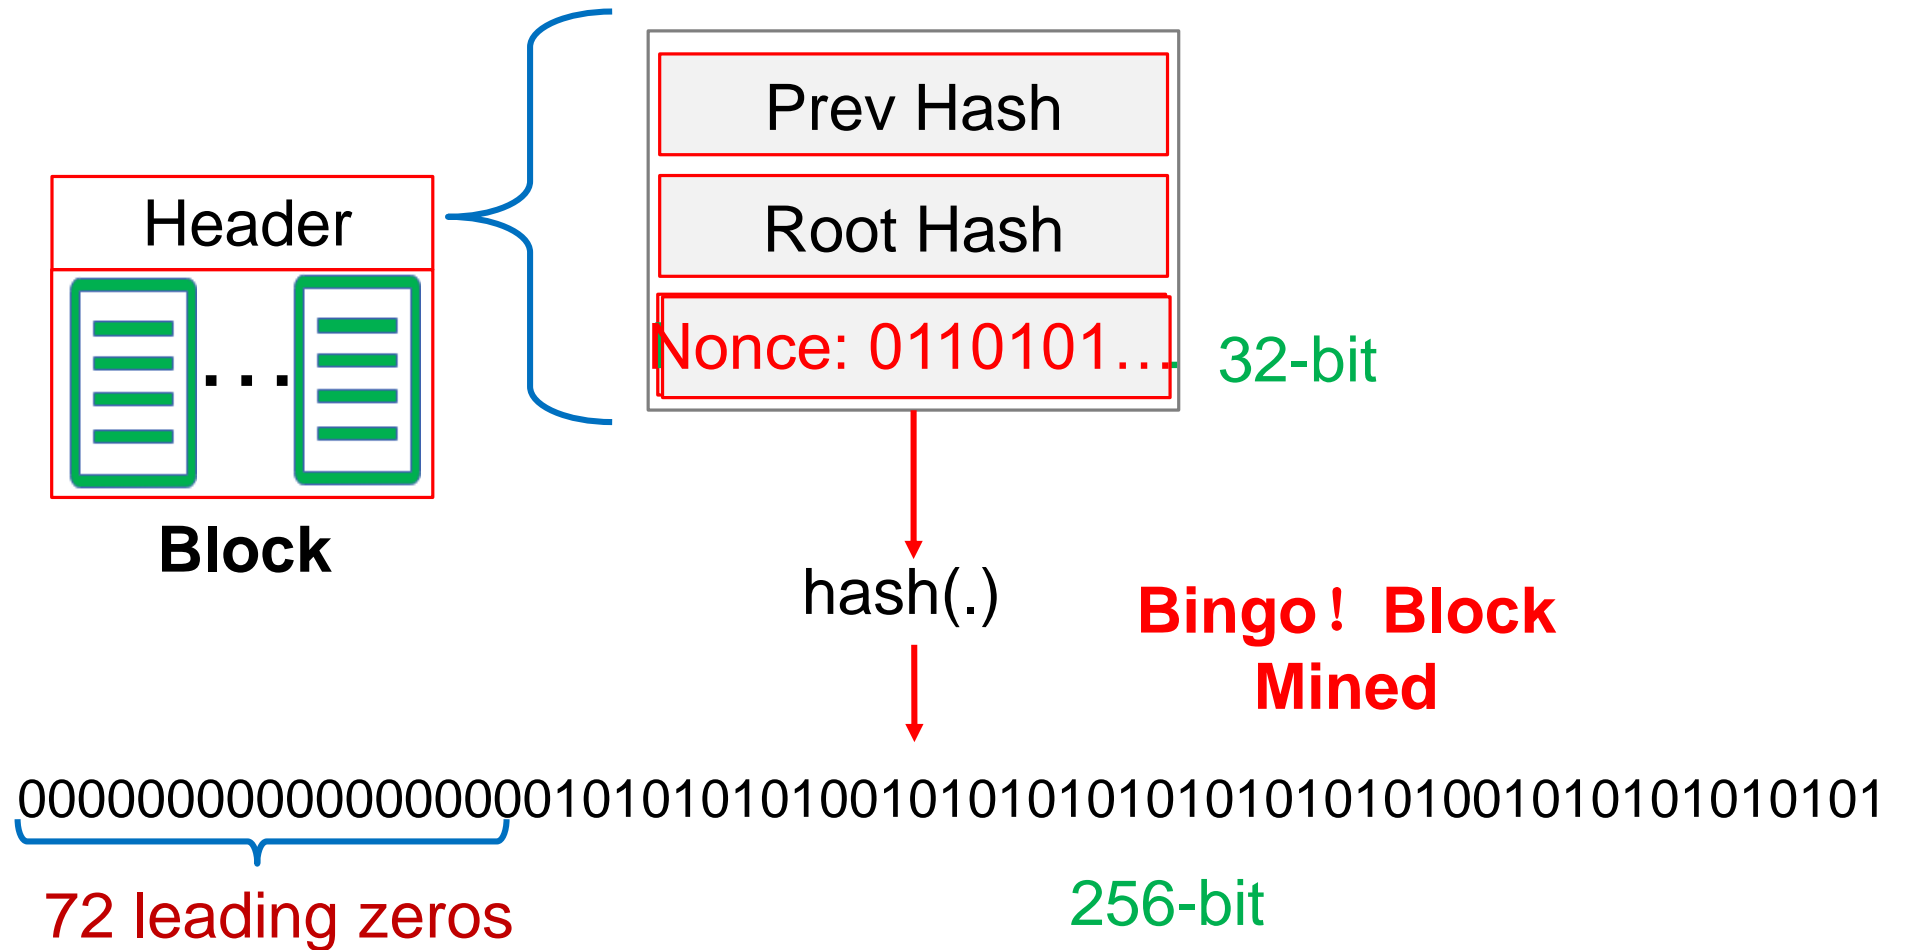 Prev Hash
Header
Root Hash
Nonce: 0110101….
32-bit
...
Block
hash(.)
Bingo！Block
Mined
000000000000000000101010101001010101010101010101001010101010101
72 leading zeros
256-bit